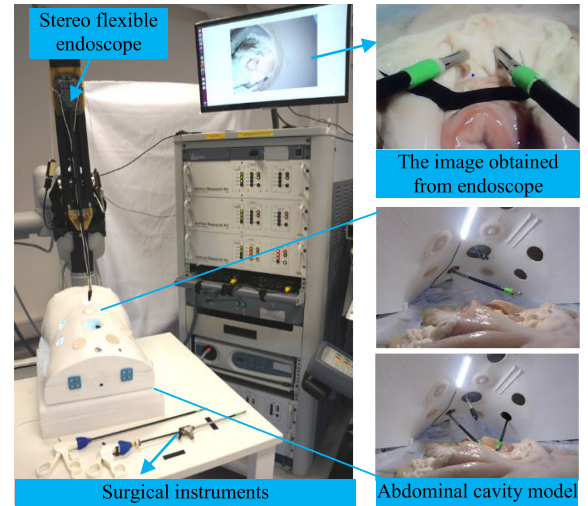 Stereo flexible
endoscope
The image obtained
from endoscope
Surgical instruments
Abdominal cavity model